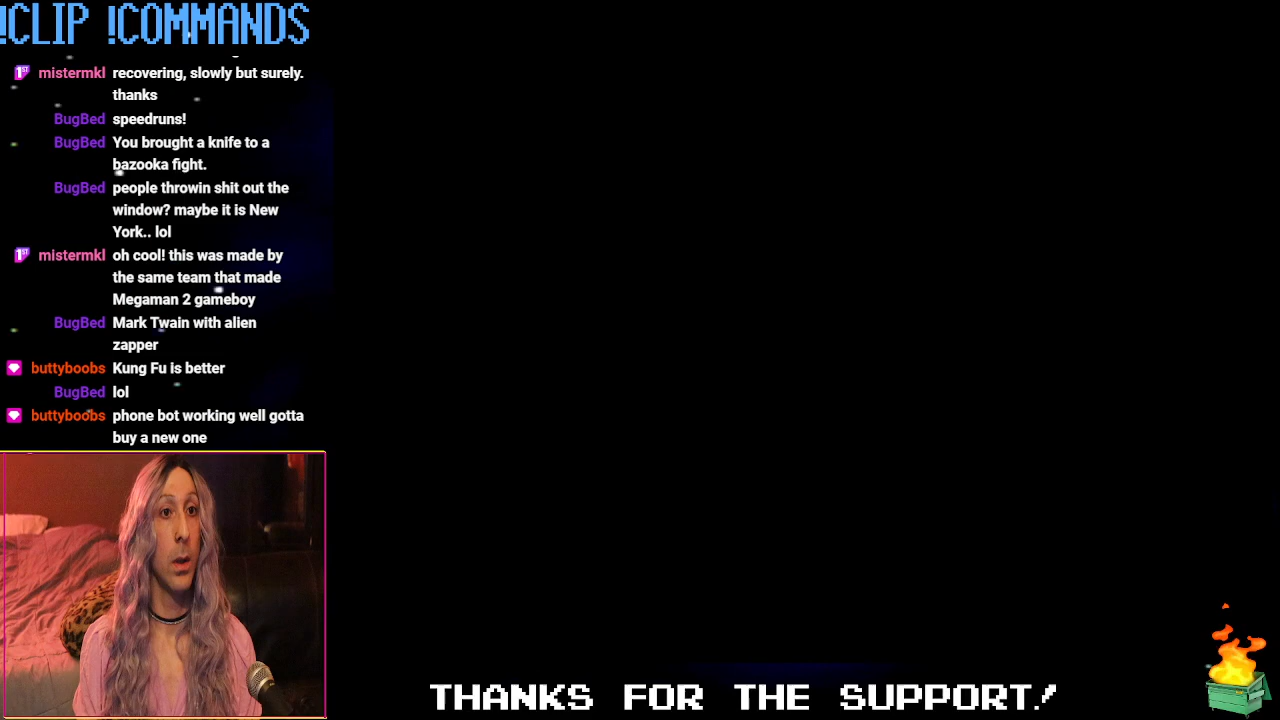 !CLIP !COMMANDS
1ST mistermkl recovering, slowly but surely.
thanks
BugBed speedruns!
BugBed You brought a knife to a
bazooka fight.
BugBed people throwin shit out the
window? maybe it is New
York.. lol
1ST mistermkl oh cool! this was made by
the same team that made
Megaman 2 gameboy
BugBed Mark Twain with alien
zapper
buttyboobs Kung Fu is better
BugBed lol
buttyboobs phone bot working well gotta
buy a new one
THANKS FOR THE SUPPORT!